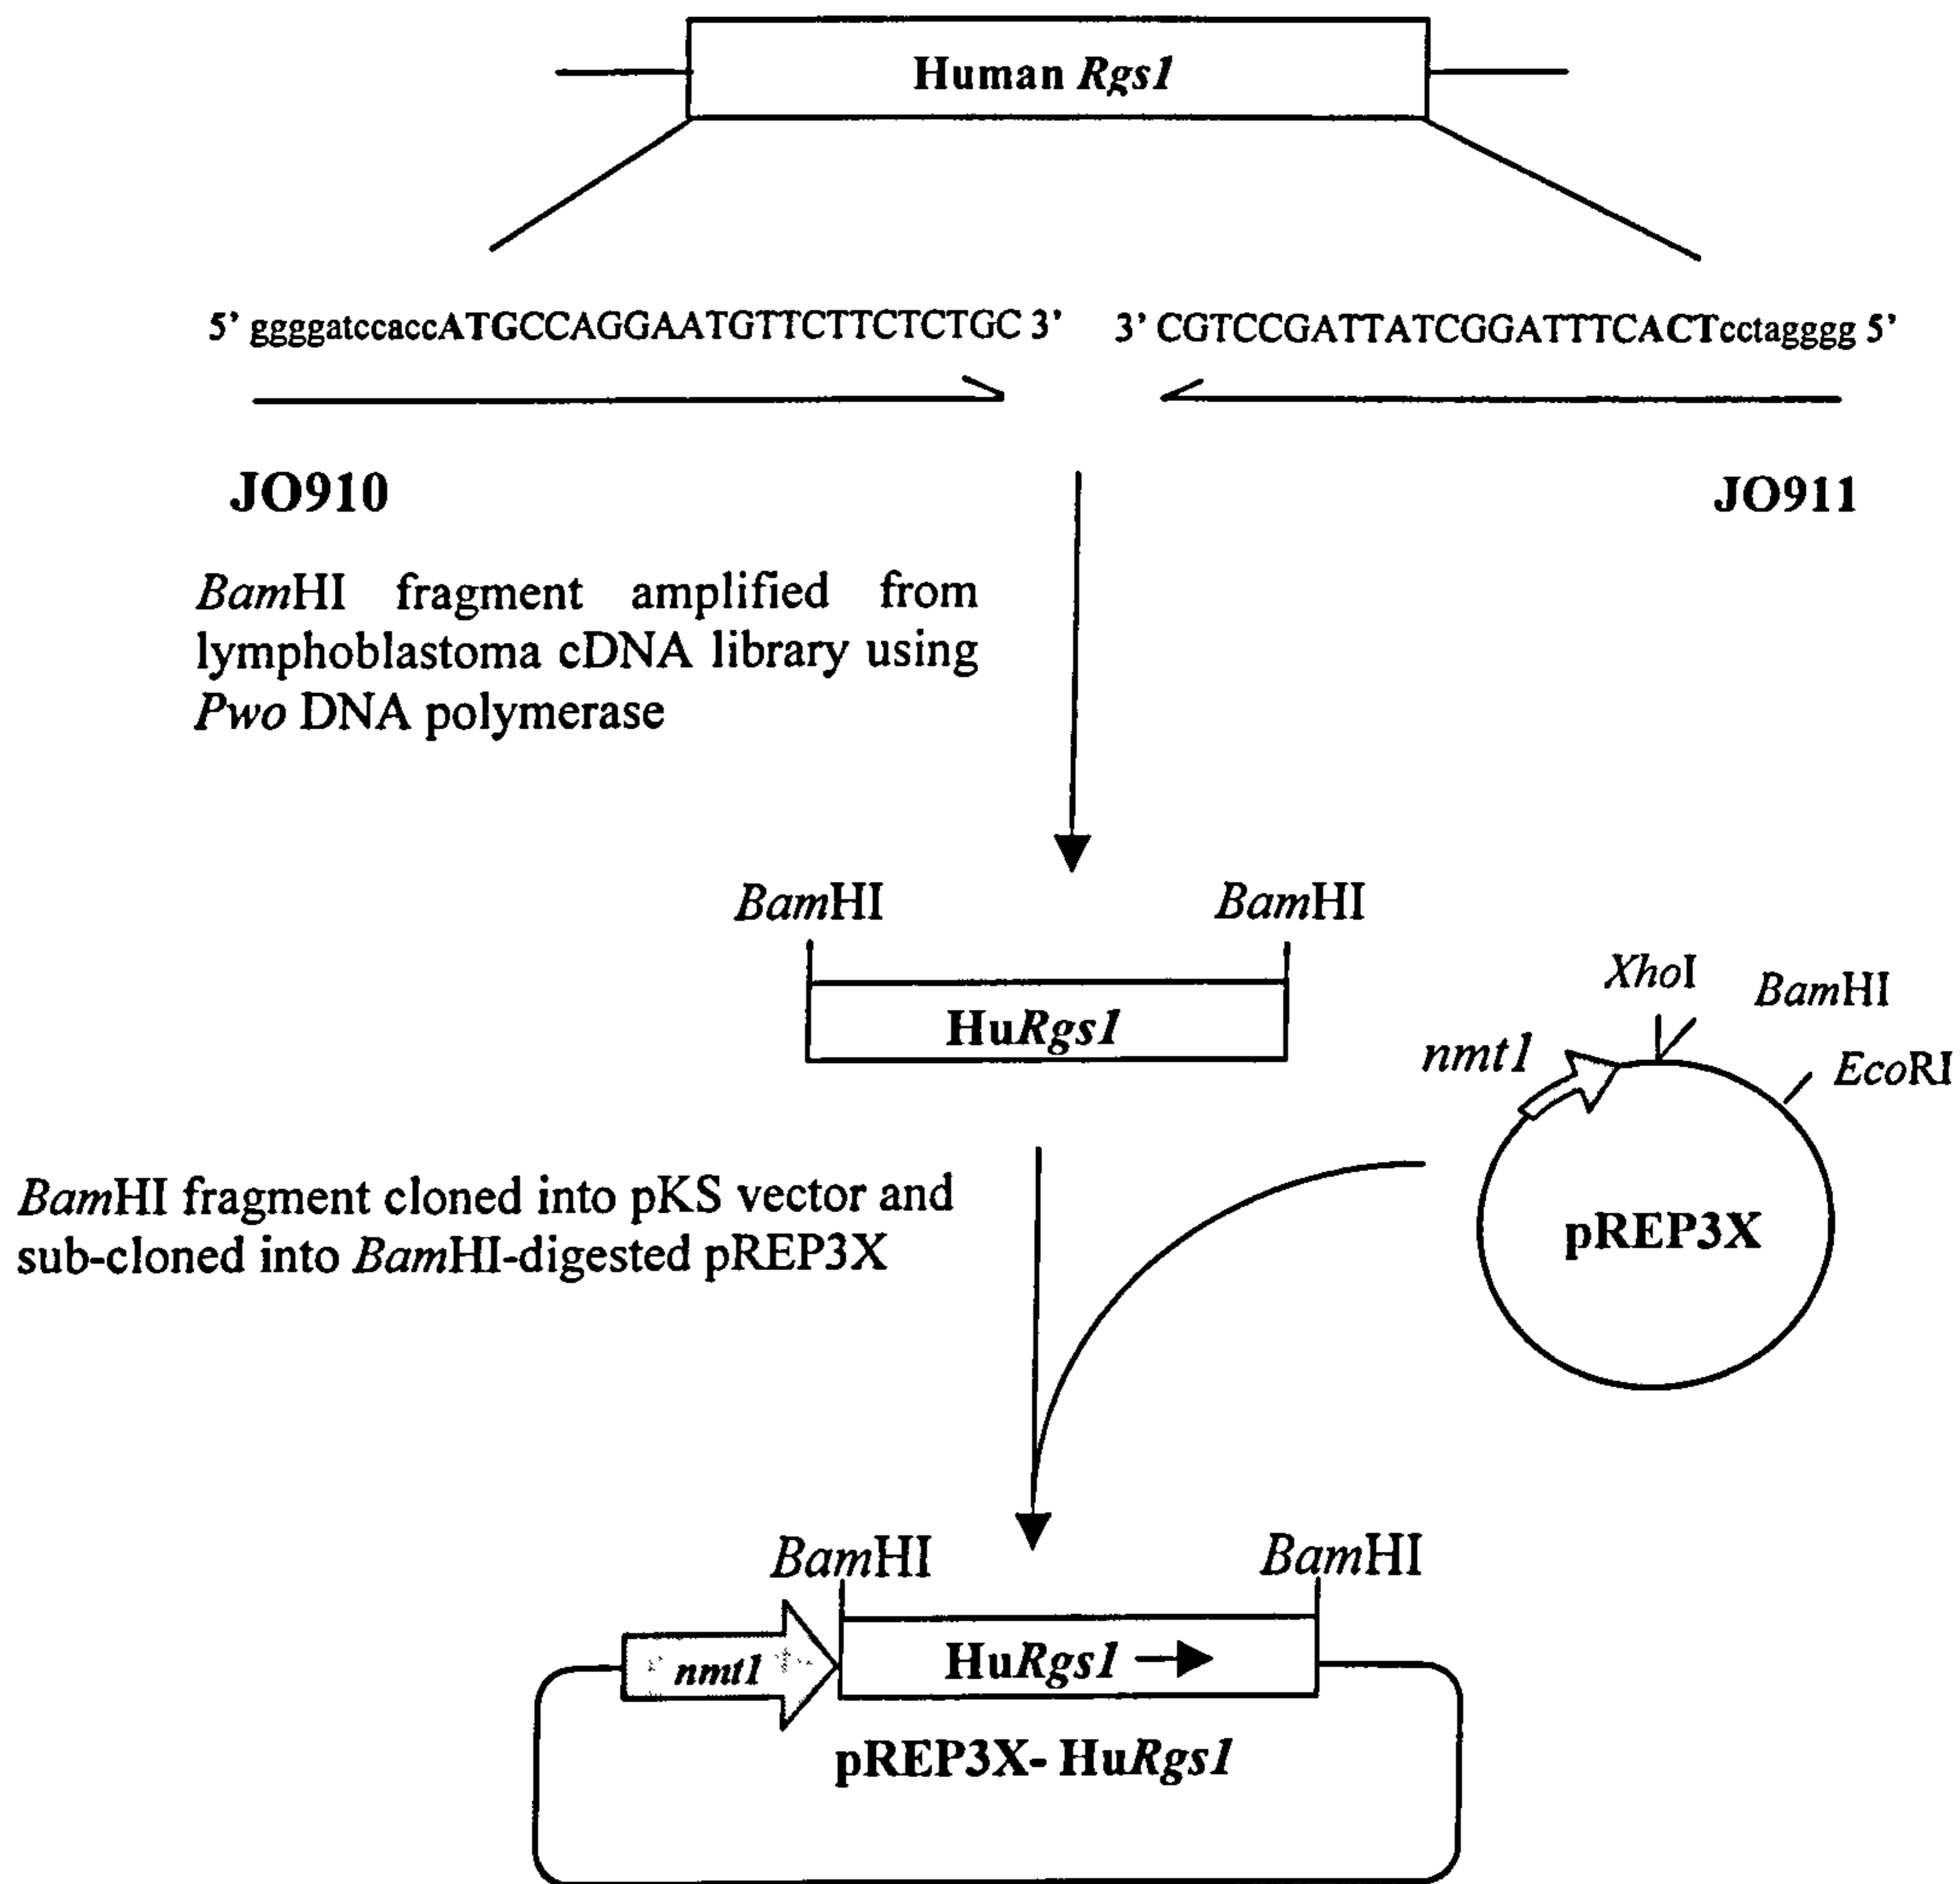 Human Rgs1
5’ ggggatccaccATGCCAGGAATGTTCTTCTCTGC 3’ 3’ CGTCCGATTATCGGATTTCACTcctagggg 5’
JO910 JO911
BamHI fragment amplified from
lymphoblastoma cDNA library using
Pwo DNA polymerase
BamHI BamHI
HuRgs1
XhoI BamHI
nmt1 EcoRI
pREP3X
BamHI fragment cloned into pKS vector and
sub-cloned into BamHI-digested pREP3X
BamHI BamHI
nmt1 HuRgs1
pREP3X- HuRgs1